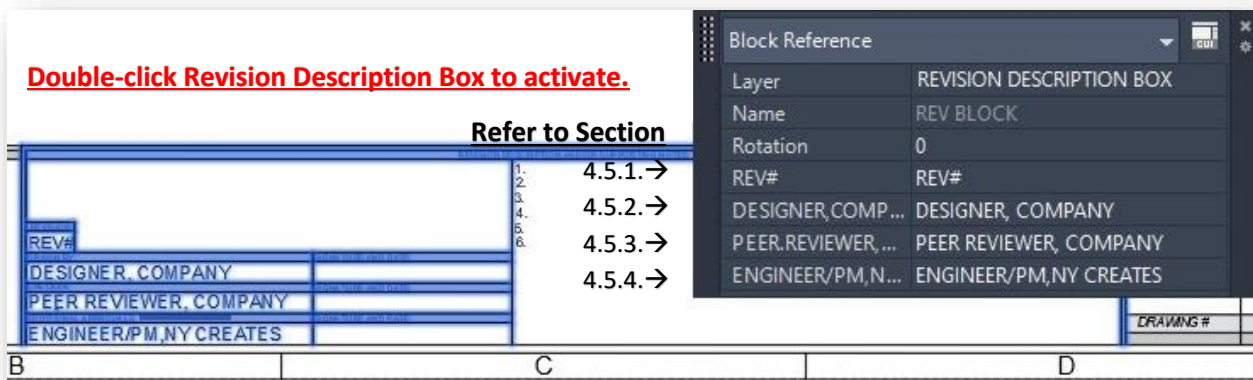 Double-click Revision Description Box to activate.
Refer to Section
4.5.1.→
4.5.2.→
4.5.3.→
4.5.4.→
Block Reference
CUI
Layer REVISION DESCRIPTION BOX
Name REV BLOCK
Rotation 0
REV# REV#
DESIGNER,COMP... DESIGNER, COMPANY
PEER.REVIEWER,... PEER REVIEWER, COMPANY
ENGINEER/PM,N... ENGINEER/PM,NY CREATES
1.
2.
3.
4.
5.
6.
REV#
DESIGNER, COMPANY
PEER REVIEWER, COMPANY
ENGINEER/PM,NY CREATES
DRAWING #
B C D